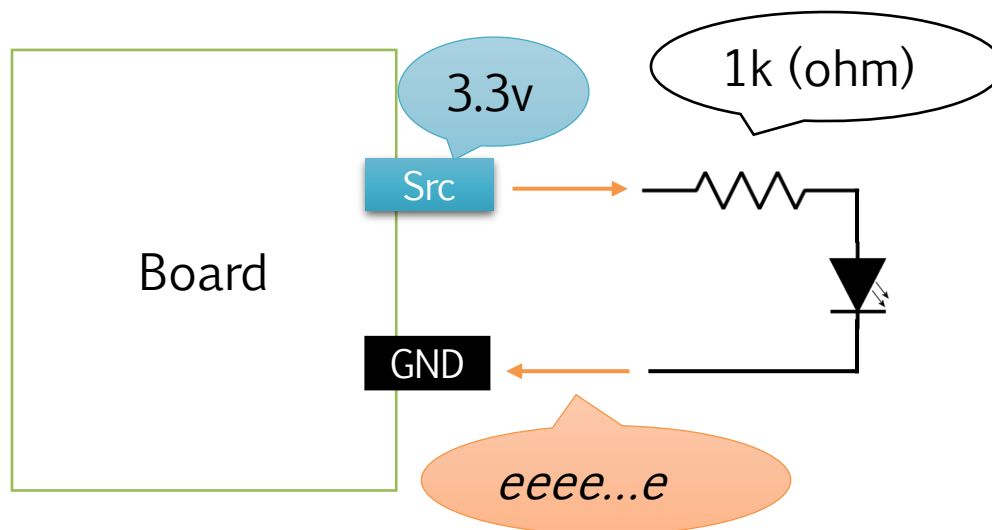 3.3v
1k (ohm)
Src
Board
GND
eeee...e